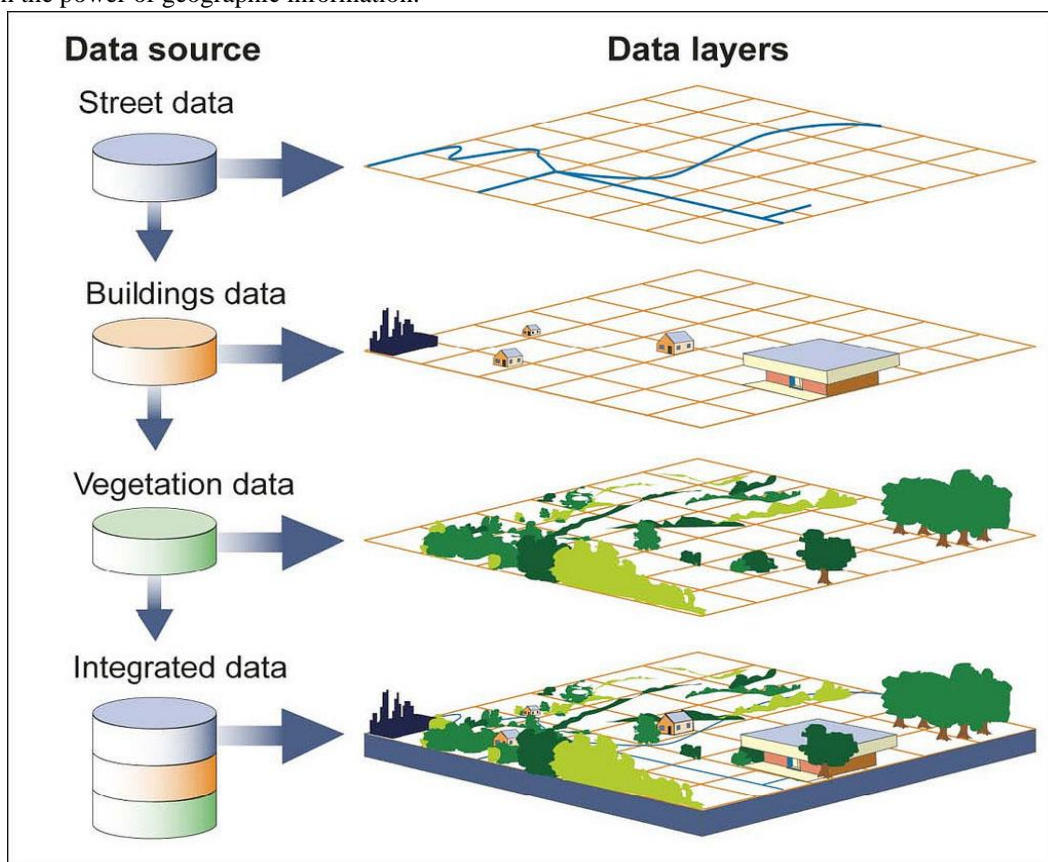 the power of geographic information.
Data source
Data layers
Street data
Buildings data
Vegetation data
Integrated data